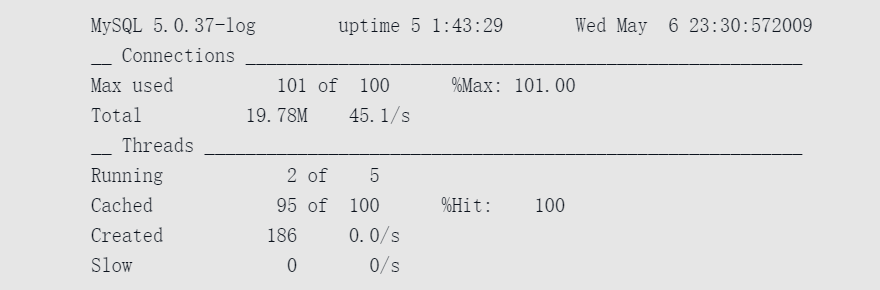 MySQL 5.0.37-log uptime 5 1:43:29 Wed May 6 23:30:572009
__ Connections ______________________________________________________
Max used 101 of 100 %Max: 101.00
Total 19.78M 45.1/s
__ Threads __________________________________________________________
Running 2 of 5
Cached 95 of 100 %Hit: 100
Created 186 0.0/s
Slow 0 0/s